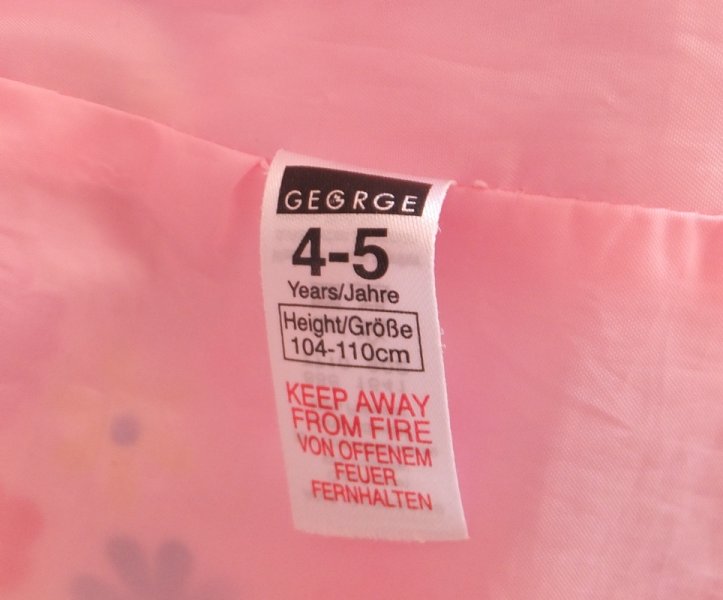 GEORGE
4-5
Years/Jahre
Height/Größe
104-110cm
KEEP AWAY
FROM FIRE
VON OFFENEM
FEUER
FERNHALTEN